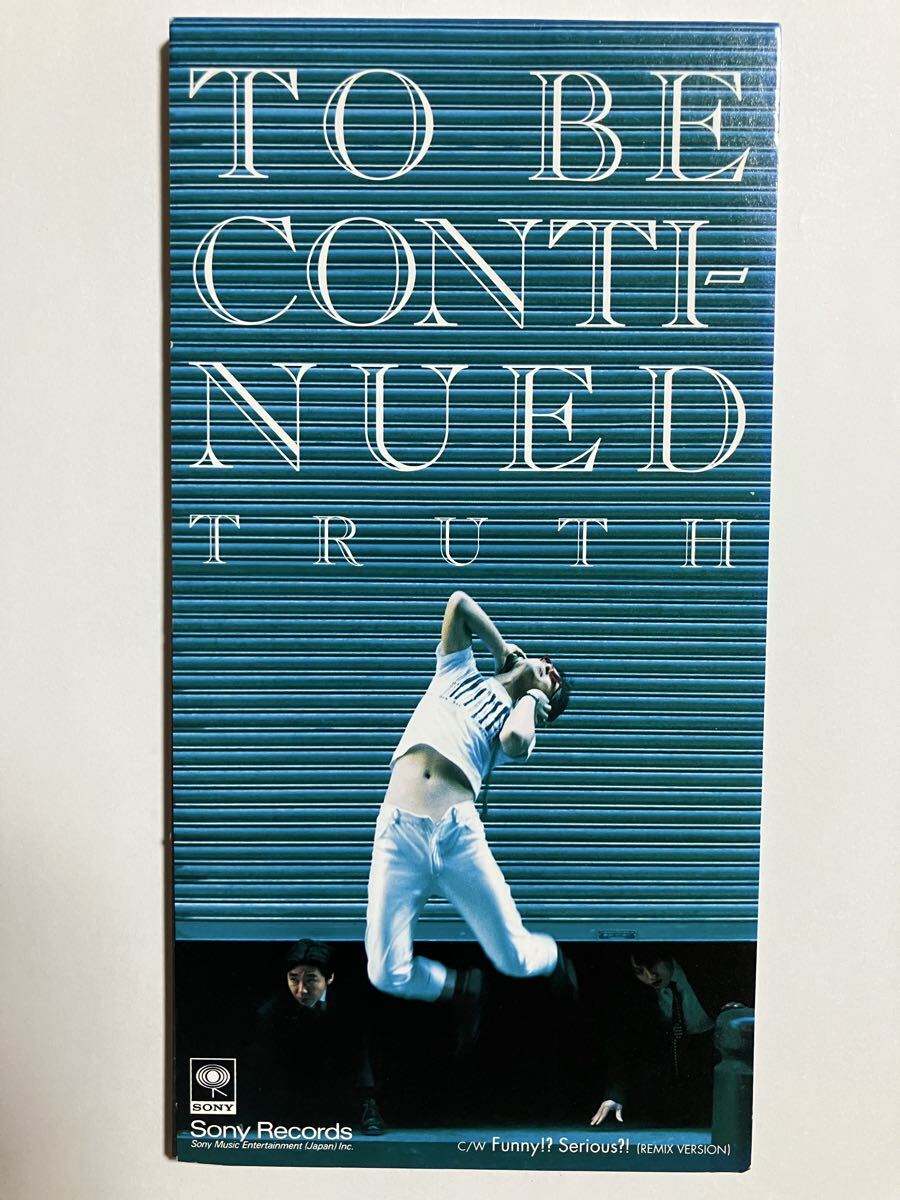 TO BE
CONTI-
NUED
TRUTH
SONY
Sony Records
Sony Music Entertainment (Japan) Inc.
C/W Funny!? Serious?! (REMIX VERSION)